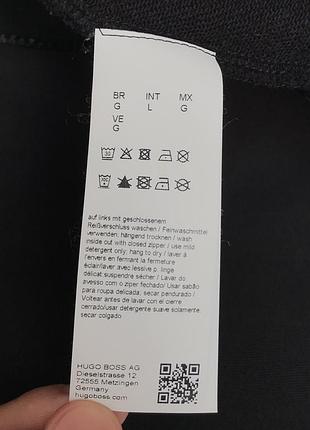 BR INT MX
G L G
VE
G
30
auf links mit geschlossenem
Reißverschluss waschen / Feinwaschmittel
verwenden; hängend trocknen / wash
inside out with closed zipper / use mild
detergent only; hang to dry / laver à
l'envers en fermant la fermeture
éclair/laver avec lessive p. linge
délicat suspendre sécher / Lavar do
avesso com o zíper fechado/ Usar sabão
para roupa delicada; secar pendurado /
Voltear antes de lavar con el cierre
cerrado/usar detergente suave solamente
secar colgado
HUGO BOSS AG
Dieselstrasse 12
72555 Metzingen
Germany
hugoboss.com